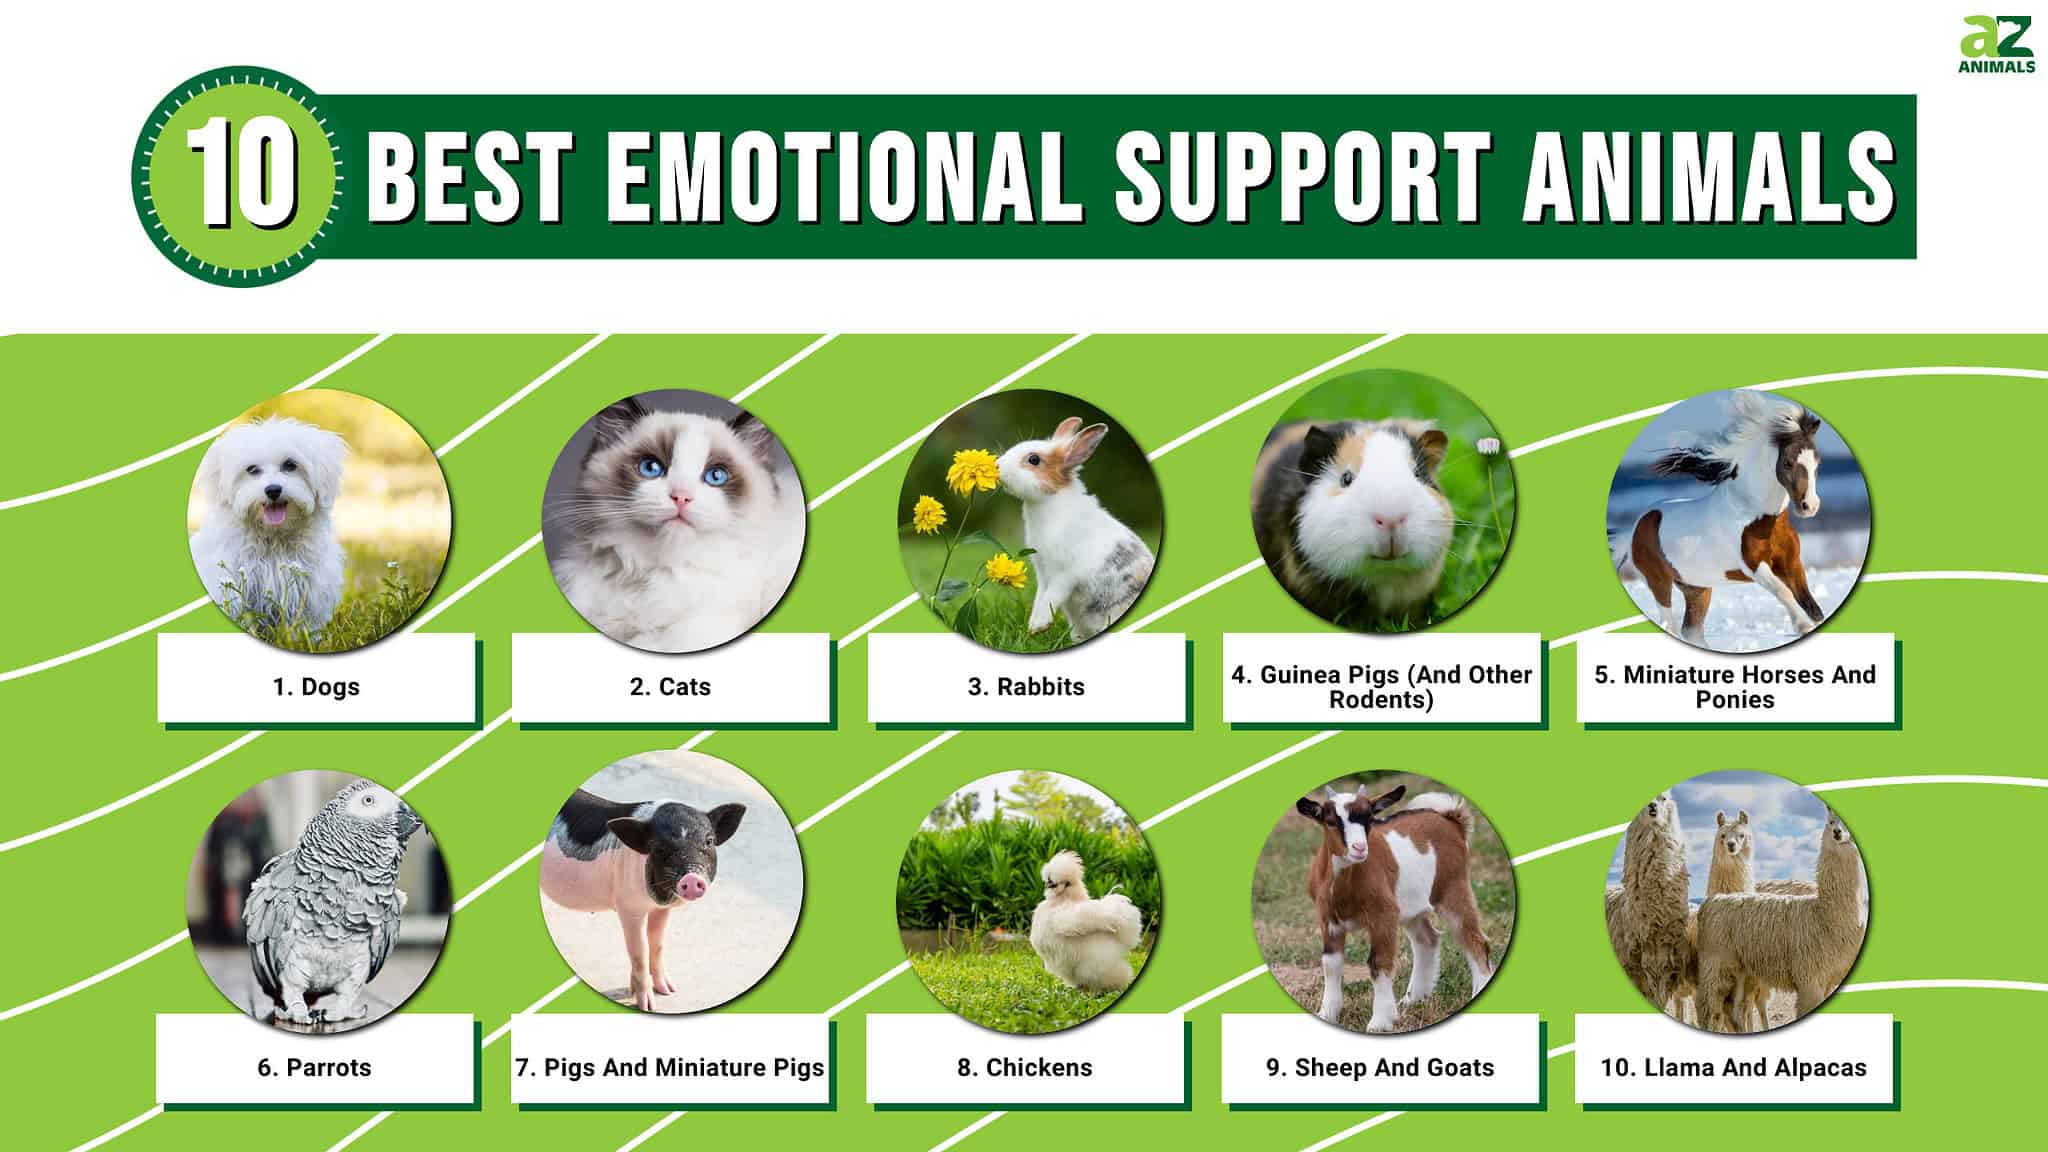 az
ANIMALS
10 BEST EMOTIONAL SUPPORT ANIMALS
1. Dogs
2. Cats
3. Rabbits
4. Guinea Pigs (And Other
Rodents)
5. Miniature Horses And
Ponies
6. Parrots
7. Pigs And Miniature Pigs
8. Chickens
9. Sheep And Goats
10. Llama And Alpacas